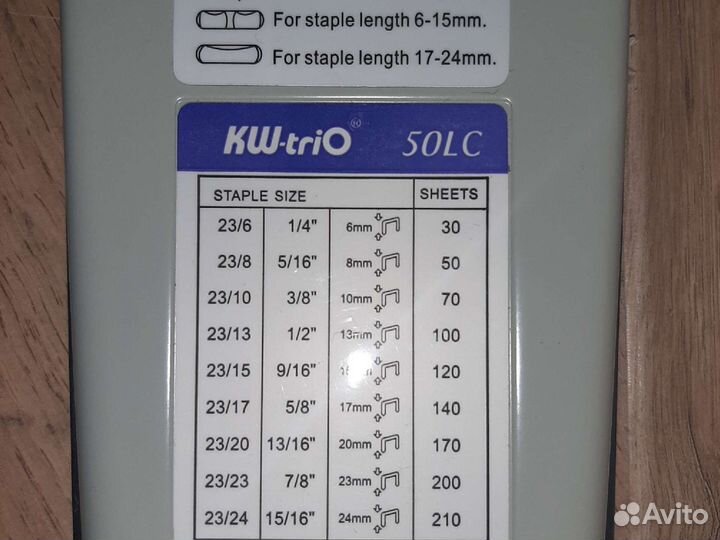 For staple length 6-15mm.
For staple length 17-24mm.
KW-triO® 50LC
STAPLE SIZE SHEETS
23/6 1/4" 6mm 30
23/8 5/16" 8mm 50
23/10 3/8" 10mm 70
23/13 1/2" 13mm 100
23/15 9/16" 120
23/17 5/8" 17mm 140
23/20 13/16" 20mm 170
23/23 7/8" 23mm 200
23/24 15/16" 24mm 210
Avito